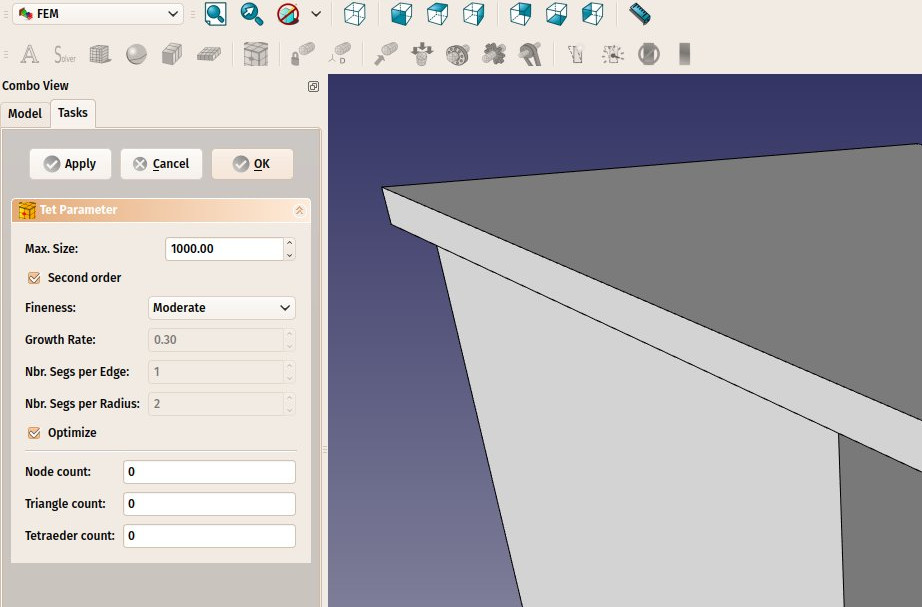 FEM
A Solver D
Combo View
Model Tasks
Apply Cancel OK
Tet Parameter
Max. Size: 1000.00
Second order
Fineness: Moderate
Growth Rate: 0.30
Nbr. Segs per Edge: 1
Nbr. Segs per Radius: 2
Optimize
Node count: 0
Triangle count: 0
Tetraeder count: 0